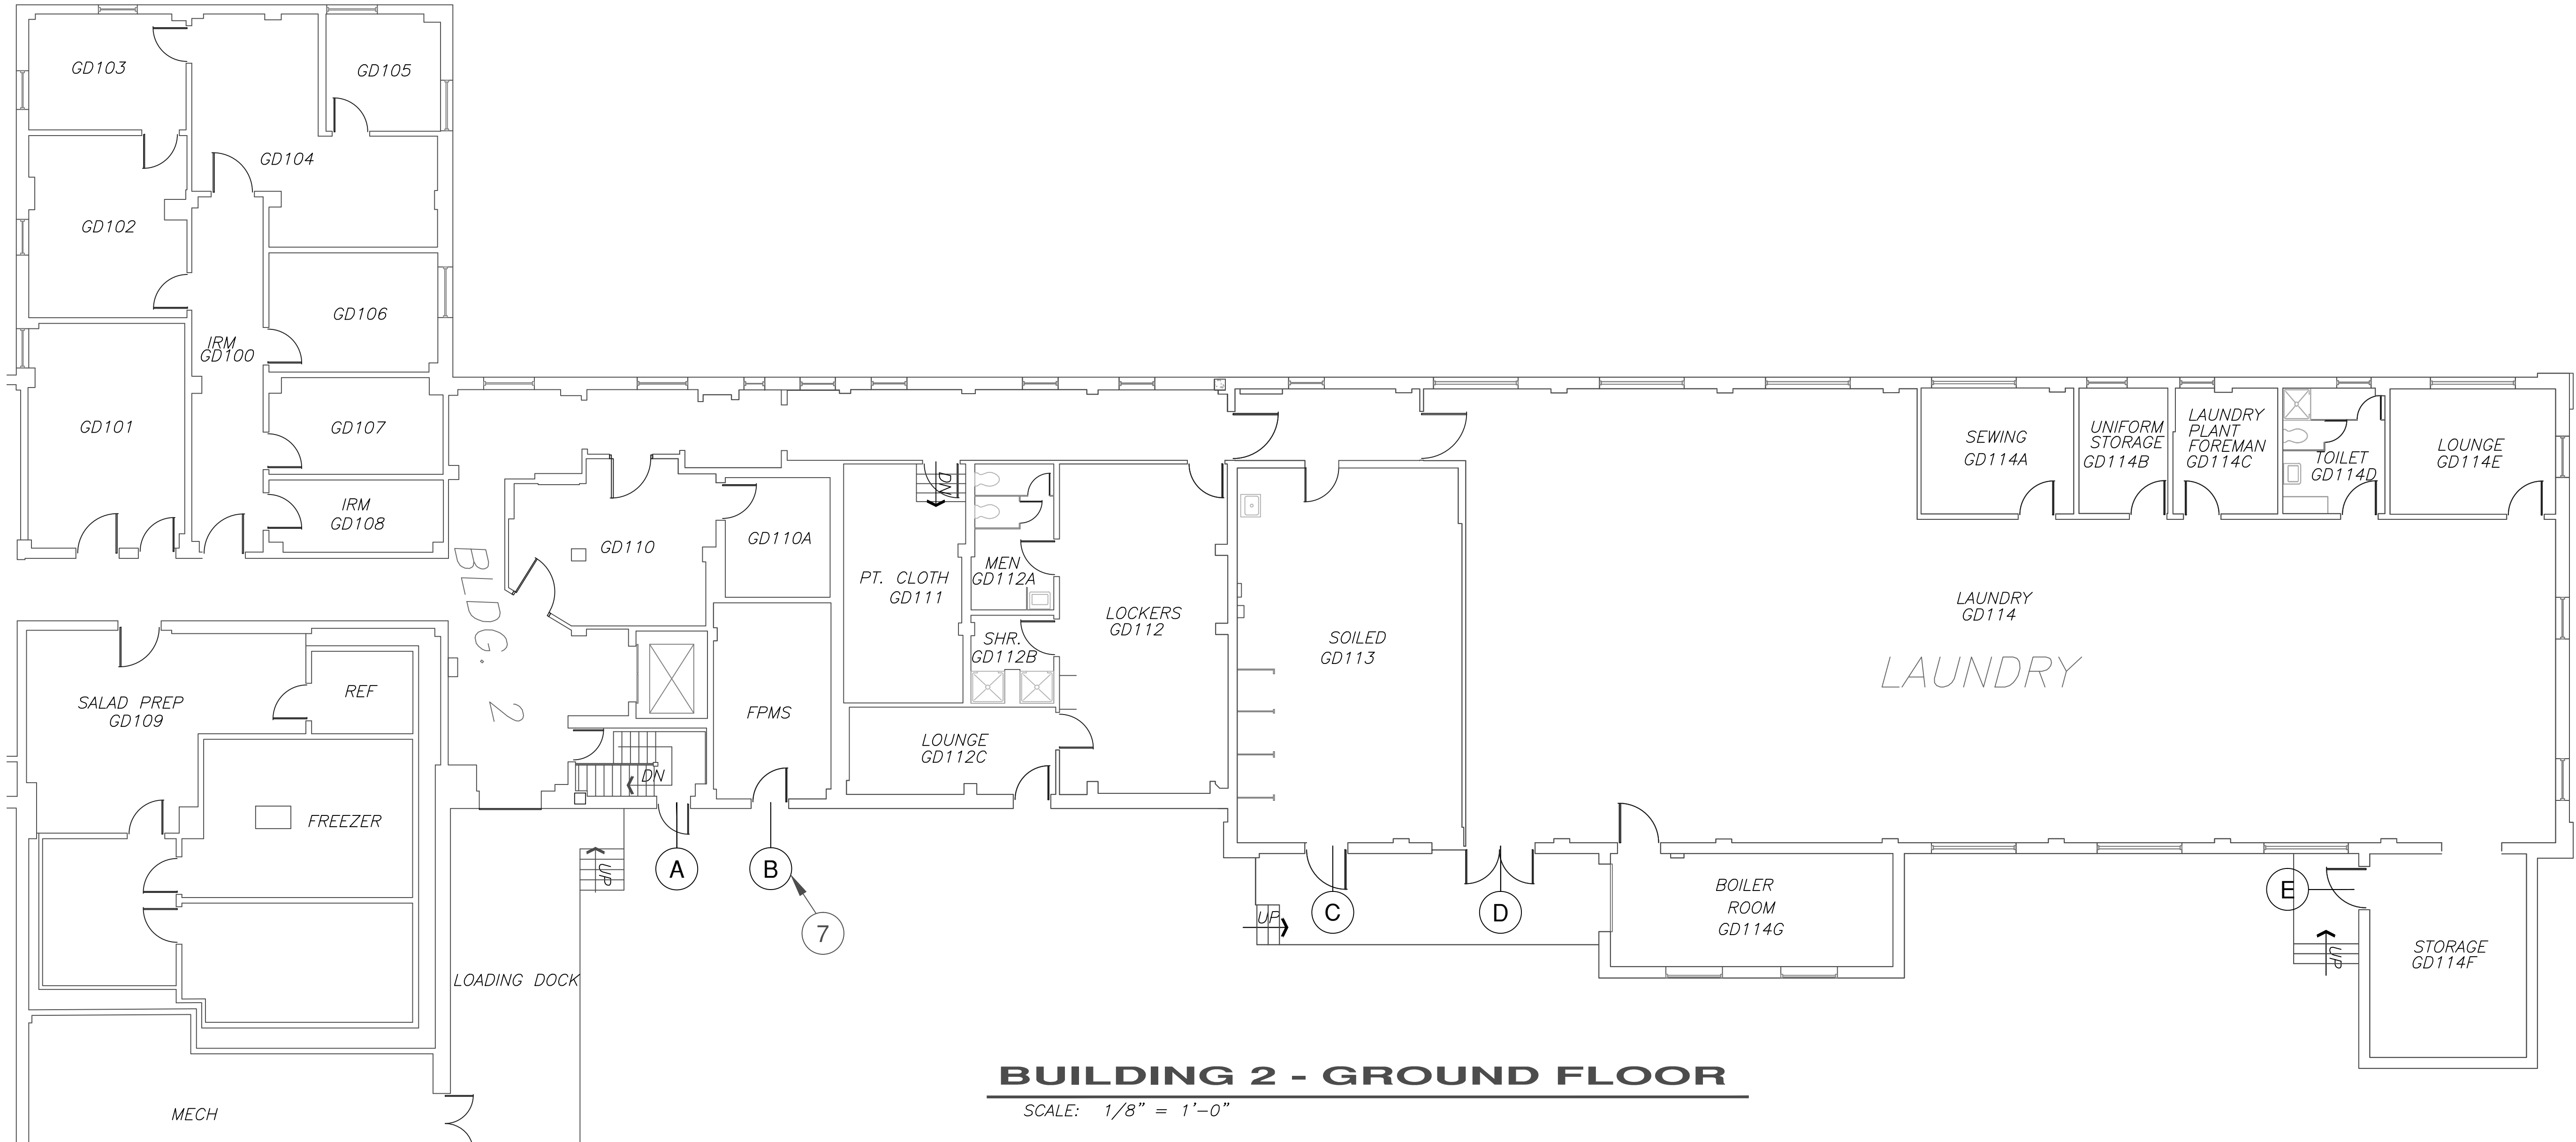 GD103
GD105
GD104
GD102
GD106
IRM
GD100
GD101
GD107
IRM
GD108
BLDG. 2
GD110
GD110A
DN
PT. CLOTH
GD111
MEN
GD112A
SHR.
GD112B
LOCKERS
GD112
LOUNGE
GD112C
FPMS
SOILED
GD113
SEWING
GD114A
UNIFORM
STORAGE
GD114B
LAUNDRY
PLANT
FOREMAN
GD114C
TOILET
GD114D
LOUNGE
GD114E
LAUNDRY
GD114
LAUNDRY
SALAD PREP
GD109
REF
FREEZER
DN
UP
A
B
7
C
D
E
UP
BOILER
ROOM
GD114G
UP
STORAGE
GD114F
LOADING DOCK
MECH
BUILDING 2 - GROUND FLOOR
SCALE: 1/8" = 1'-0"